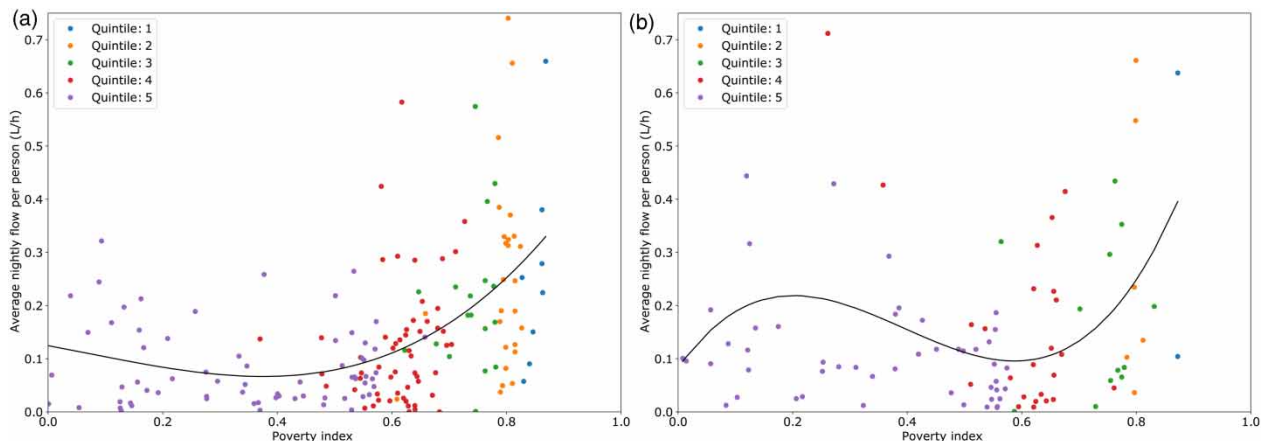 (a)
Quintile: 1
Quintile: 2
Quintile: 3
Quintile: 4
Quintile: 5
Average nightly flow per person (L/h)
0.7
0.6
0.5
0.4
0.3
0.2
0.1
0.0
0.0 0.2 0.4 0.6 0.8 1.0
Poverty index
(b)
Quintile: 1
Quintile: 2
Quintile: 3
Quintile: 4
Quintile: 5
Average nightly flow per person (L/h)
0.7
0.6
0.5
0.4
0.3
0.2
0.1
0.0
0.0 0.2 0.4 0.6 0.8 1.0
Poverty index